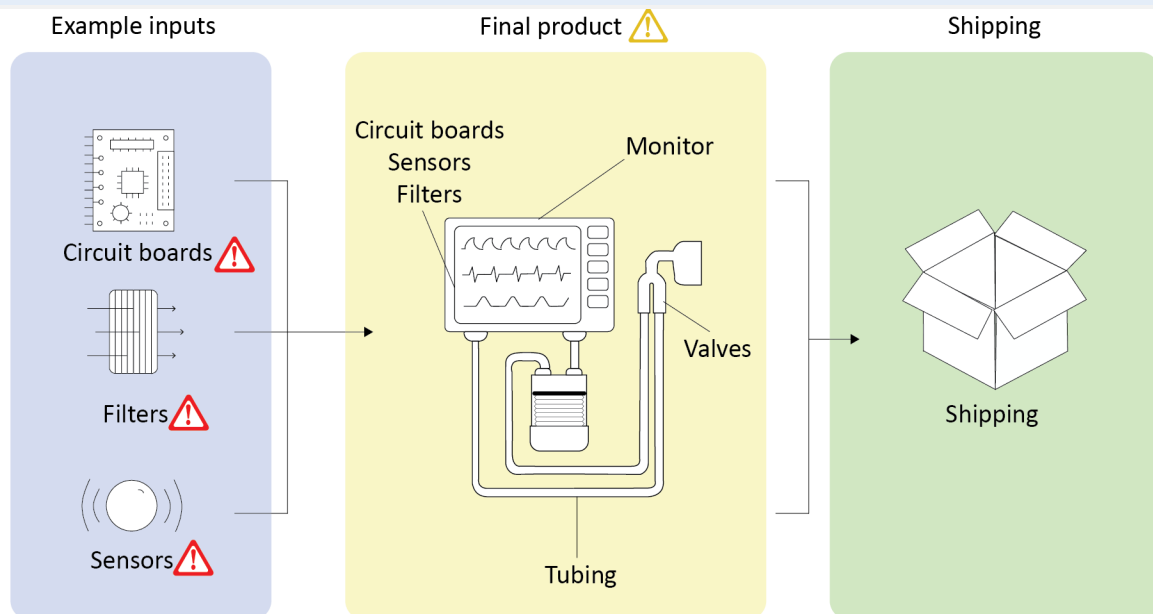 Example inputs
Final product
Shipping
Circuit boards
Filters
Sensors
Circuit boards
Sensors
Filters
Monitor
Valves
Tubing
Shipping